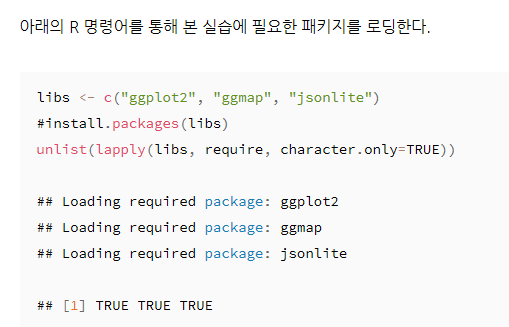 아래의 R 명령어를 통해 본 실습에 필요한 패키지를 로딩한다.
libs <- c("ggplot2", "ggmap", "jsonlite")
#install.packages(libs)
unlist(lapply(libs, require, character.only=TRUE))
## Loading required package: ggplot2
## Loading required package: ggmap
## Loading required package: jsonlite
## [1] TRUE TRUE TRUE